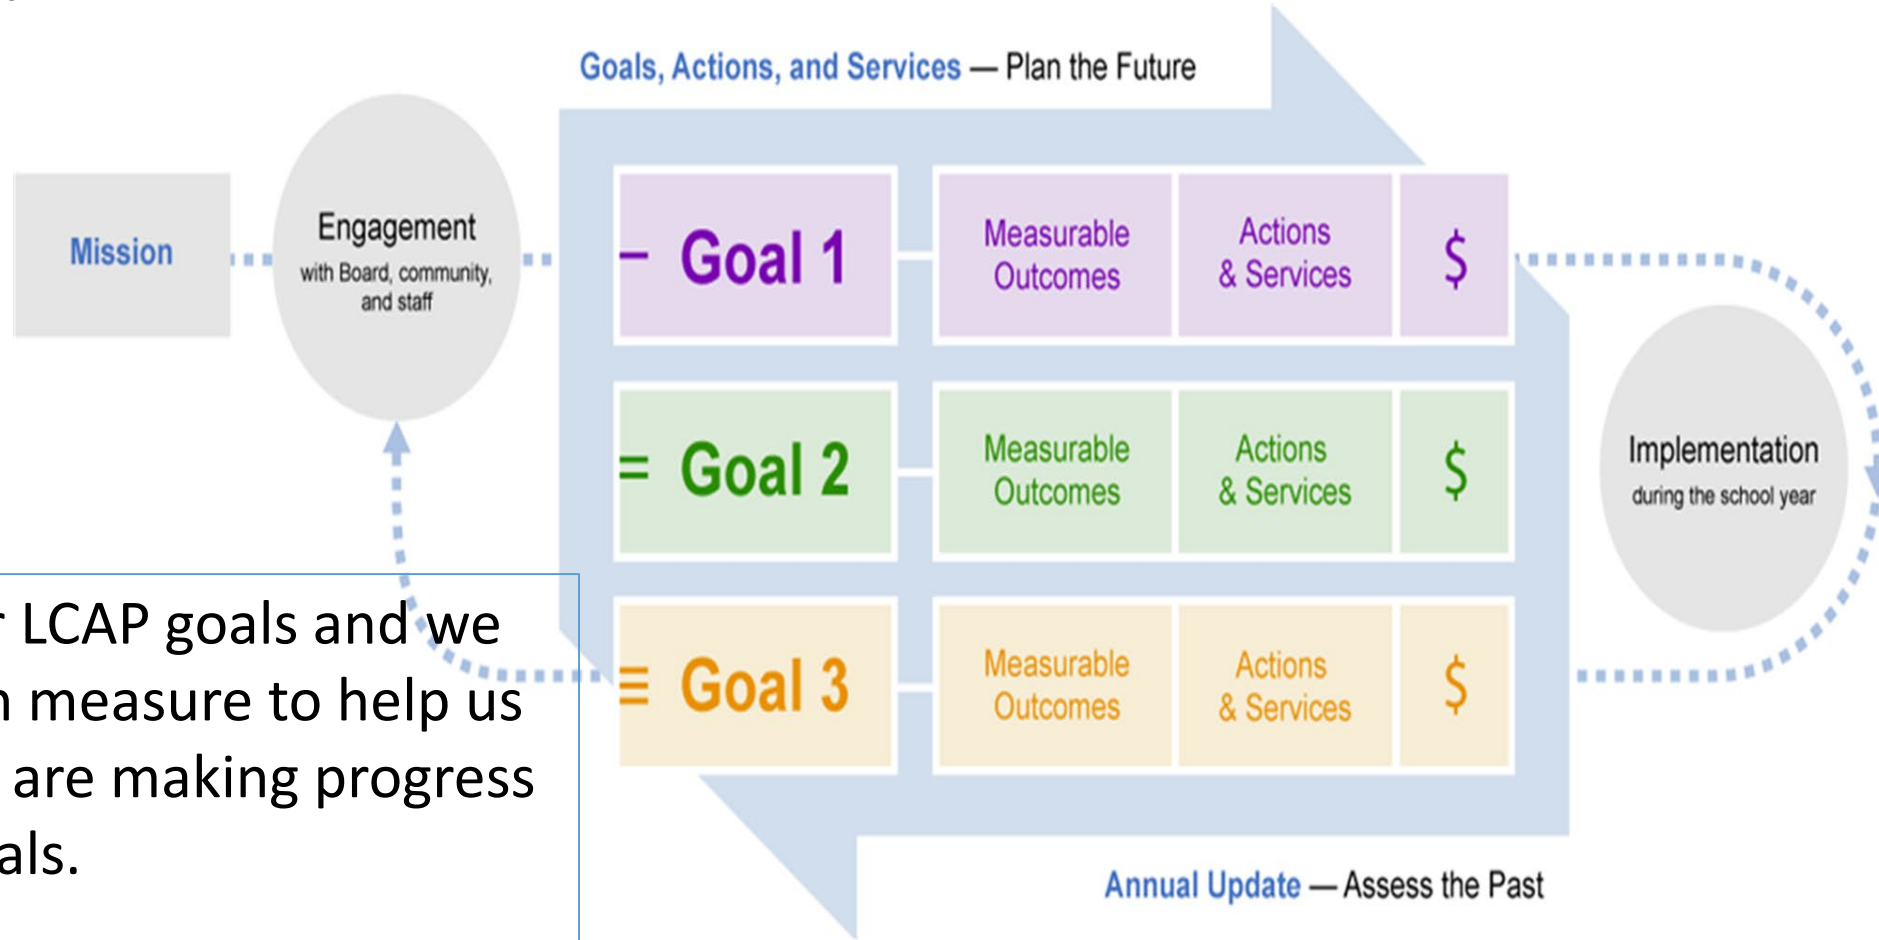 Goals, Actions, and Services — Plan the Future
Mission
Engagement
with Board, community,
and staff
Goal 1
Measurable
Outcomes
Actions
& Services
$
Goal 2
Measurable
Outcomes
Actions
& Services
$
Goal 3
Measurable
Outcomes
Actions
& Services
$
Implementation
during the school year
LCAP goals and we
measure to help us
are making progress
Annual Update — Assess the Past